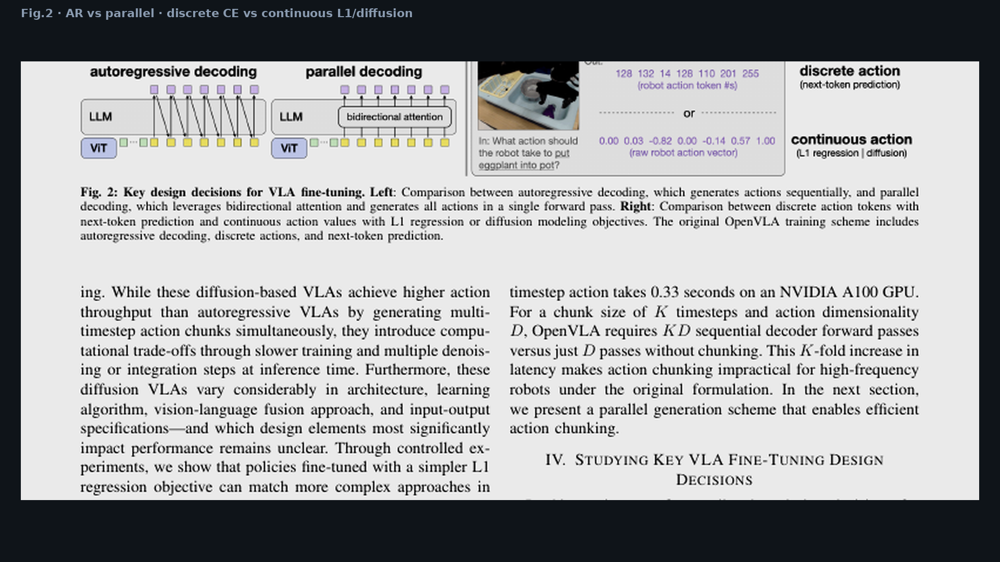 Fig.2 · AR vs parallel · discrete CE vs continuous L1/diffusion
autoregressive decoding
LLM
ViT
parallel decoding
LLM
bidirectional attention
ViT
In: What action should
the robot take to put
eggplant into pot?
Out:
128 132 14 128 110 201 255
(robot action token #s)
or
0.00 0.03 -0.82 0.00 -0.14 0.57 1.00
(raw robot action vector)
discrete action
(next-token prediction)
continuous action
(L1 regression | diffusion)
Fig. 2: Key design decisions for VLA fine-tuning. Left: Comparison between autoregressive decoding, which generates actions sequentially, and parallel
decoding, which leverages bidirectional attention and generates all actions in a single forward pass. Right: Comparison between discrete action tokens with
next-token prediction and continuous action values with L1 regression or diffusion modeling objectives. The original OpenVLA training scheme includes
autoregressive decoding, discrete actions, and next-token prediction.
ing. While these diffusion-based VLAs achieve higher action
throughput than autoregressive VLAs by generating multi-
timestep action chunks simultaneously, they introduce compu-
tational trade-offs through slower training and multiple denois-
ing or integration steps at inference time. Furthermore, these
diffusion VLAs vary considerably in architecture, learning
algorithm, vision-language fusion approach, and input-output
specifications—and which design elements most significantly
impact performance remains unclear. Through controlled ex-
periments, we show that policies fine-tuned with a simpler L1
regression objective can match more complex approaches in
timestep action takes 0.33 seconds on an NVIDIA A100 GPU.
For a chunk size of K timesteps and action dimensionality
D, OpenVLA requires KD sequential decoder forward passes
versus just D passes without chunking. This K-fold increase in
latency makes action chunking impractical for high-frequency
robots under the original formulation. In the next section,
we present a parallel generation scheme that enables efficient
action chunking.
IV. STUDYING KEY VLA FINE-TUNING DESIGN
DECISIONS